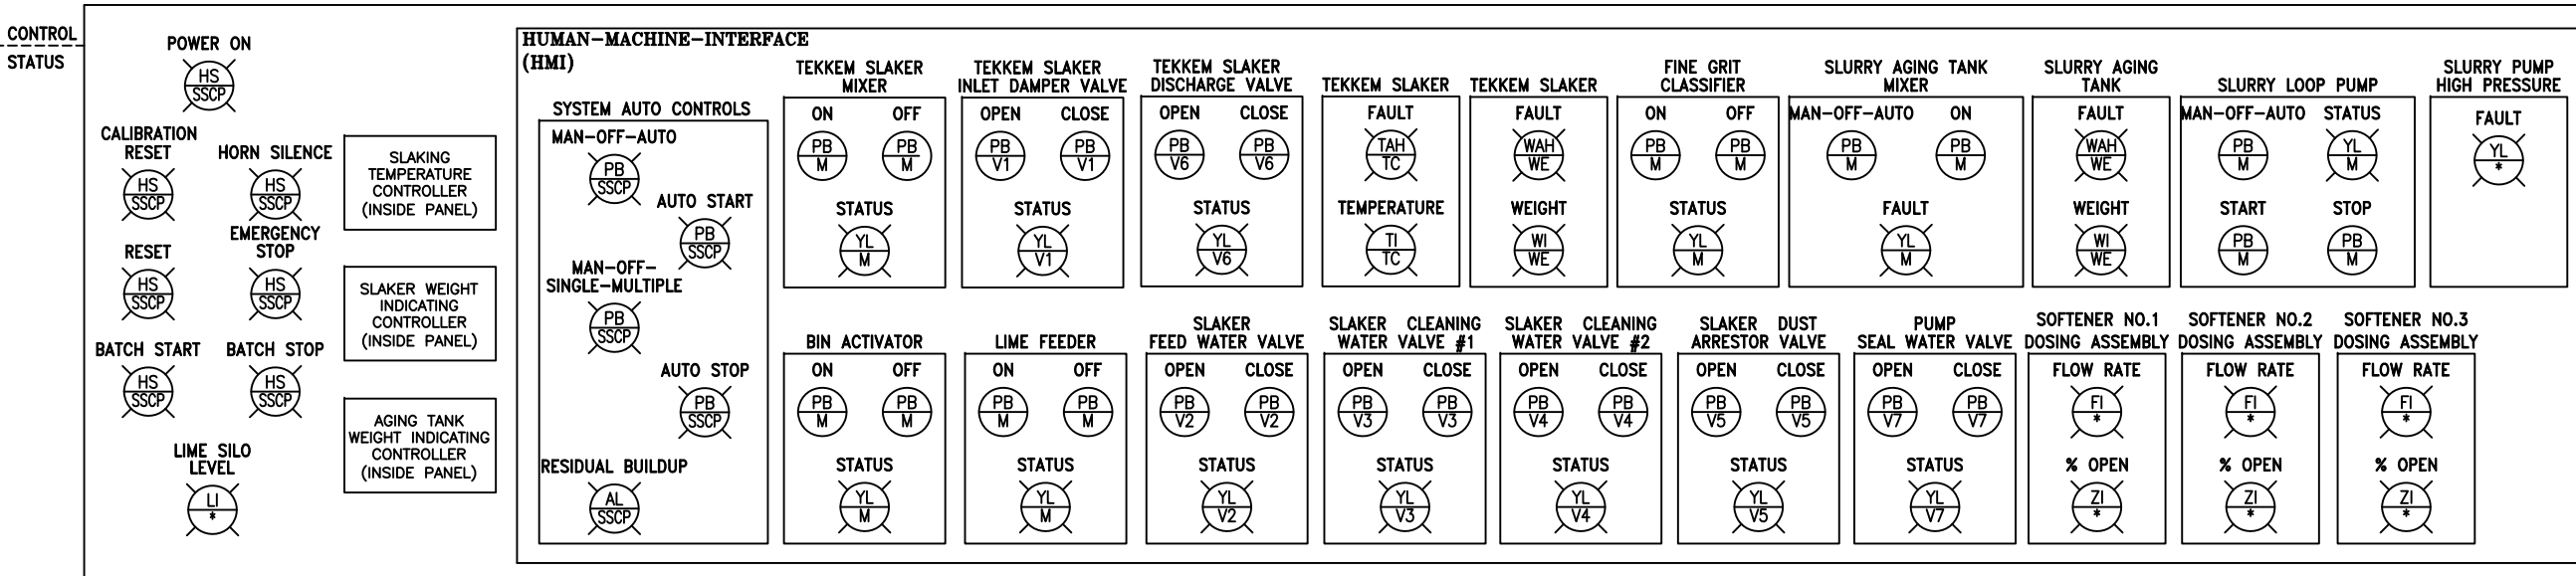 CONTROL
STATUS
POWER ON
HS
SSCP
CALIBRATION
RESET
HS
SSCP
HORN SILENCE
HS
SSCP
RESET
HS
SSCP
EMERGENCY
STOP
HS
SSCP
BATCH START
HS
SSCP
BATCH STOP
HS
SSCP
LIME SILO
LEVEL
LI
*
SLAKING
TEMPERATURE
CONTROLLER
(INSIDE PANEL)
SLAKER WEIGHT
INDICATING
CONTROLLER
(INSIDE PANEL)
AGING TANK
WEIGHT INDICATING
CONTROLLER
(INSIDE PANEL)
HUMAN-MACHINE-INTERFACE
(HMI)
SYSTEM AUTO CONTROLS
MAN-OFF-AUTO
PB
SSCP
AUTO START
PB
SSCP
MAN-OFF-
SINGLE-MULTIPLE
PB
SSCP
AUTO STOP
PB
SSCP
RESIDUAL BUILDUP
AL
SSCP
TEKKEM SLAKER
MIXER
ON OFF
PB PB
M M
STATUS
YL
M
TEKKEM SLAKER
INLET DAMPER VALVE
OPEN CLOSE
PB PB
V1 V1
STATUS
YL
V1
TEKKEM SLAKER
DISCHARGE VALVE
OPEN CLOSE
PB PB
V6 V6
STATUS
YL
V6
TEKKEM SLAKER
FAULT
TAH
TC
TEMPERATURE
TI
TC
TEKKEM SLAKER
FAULT
WAH
WE
WEIGHT
WI
WE
FINE GRIT
CLASSIFIER
ON OFF
PB PB
M M
STATUS
YL
M
SLURRY AGING TANK
MIXER
MAN-OFF-AUTO ON
PB PB
M M
FAULT
YL
M
SLURRY AGING
TANK
FAULT
WAH
WE
WEIGHT
WI
WE
SLURRY LOOP PUMP
MAN-OFF-AUTO STATUS
PB YL
M M
START STOP
PB PB
M M
SLURRY PUMP
HIGH PRESSURE
FAULT
YL
*
BIN ACTIVATOR
ON OFF
PB PB
M M
STATUS
YL
M
LIME FEEDER
ON OFF
PB PB
M M
STATUS
YL
M
SLAKER
FEED WATER VALVE
OPEN CLOSE
PB PB
V2 V2
STATUS
YL
V2
SLAKER CLEANING
WATER VALVE #1
OPEN CLOSE
PB PB
V3 V3
STATUS
YL
V3
SLAKER CLEANING
WATER VALVE #2
OPEN CLOSE
PB PB
V4 V4
STATUS
YL
V4
SLAKER DUST
ARRESTOR VALVE
OPEN CLOSE
PB PB
V5 V5
STATUS
YL
V5
PUMP
SEAL WATER VALVE
OPEN CLOSE
PB PB
V7 V7
STATUS
YL
V7
SOFTENER NO.1
DOSING ASSEMBLY
FLOW RATE
FI
*
% OPEN
ZI
*
SOFTENER NO.2
DOSING ASSEMBLY
FLOW RATE
FI
*
% OPEN
ZI
*
SOFTENER NO.3
DOSING ASSEMBLY
FLOW RATE
FI
*
% OPEN
ZI
*